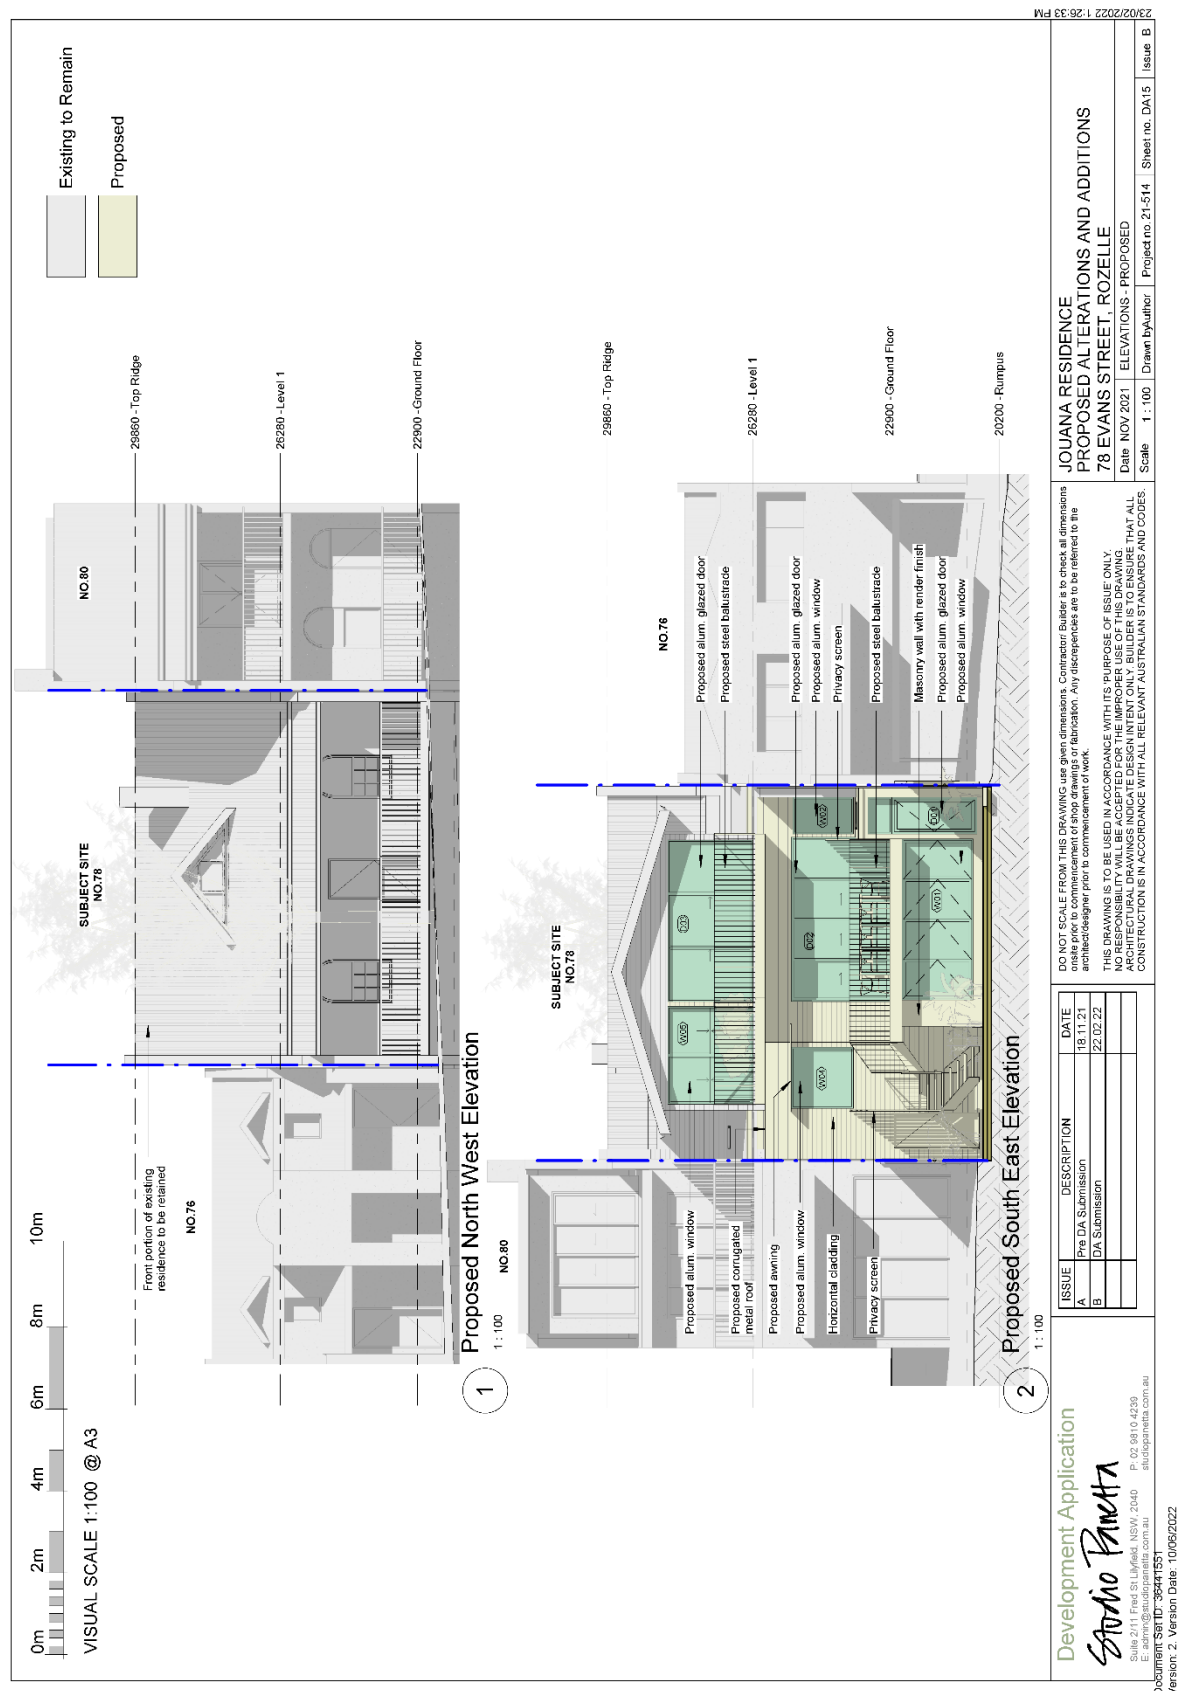 0m 2m 4m 6m 8m 10m
VISUAL SCALE 1:100 @ A3
Existing to Remain
Proposed
Front portion of existing
residence to be retained
NO.76
SUBJECT SITE
NO.78
NO.80
29860 - Top Ridge
26280 - Level 1
22900 - Ground Floor
1
Proposed North West Elevation
1 : 100
NO.80
SUBJECT SITE
NO.78
NO.76
29860 - Top Ridge
26280 - Level 1
22900 - Ground Floor
20200 - Rumpus
Proposed alum. window
Proposed corrugated
metal roof
Proposed awning
Proposed alum. window
Horizontal cladding
Privacy screen
W05
D03
W04
D02
W02
W01
D01
Proposed alum. glazed door
Proposed steel balustrade
Proposed alum. glazed door
Proposed alum. window
Privacy screen
Proposed steel balustrade
Masonry wall with render finish
Proposed alum. glazed door
Proposed alum. window
2
Proposed South East Elevation
1 : 100
Development Application
Studio Panetta
Suite 2/11 Fred St Lilyfield, NSW, 2040 P: 02 9810 4239
E: admin@studiopanetta.com.au studiopanetta.com.au
ISSUE DESCRIPTION DATE
A Pre DA Submission 18.11.21
B DA Submission 22.02.22
DO NOT SCALE FROM THIS DRAWING use given dimensions. Contractor/ Builder is to check all dimensions
onsite prior to commencement of shop drawings or fabrication. Any discrepencies are to be referred to the
architect/designer prior to commencement of work.
THIS DRAWING IS TO BE USED IN ACCORDANCE WITH ITS 'PURPOSE OF ISSUE' ONLY.
NO RESPONSIBILITY WILL BE ACCEPTED FOR THE IMPROPER USE OF THIS DRAWING.
ARCHITECTURAL DRAWINGS INDICATE DESIGN INTENT ONLY. BUILDER IS TO ENSURE THAT ALL
CONSTRUCTION IS IN ACCORDANCE WITH ALL RELEVANT AUSTRALIAN STANDARDS AND CODES.
JOUANA RESIDENCE
PROPOSED ALTERATIONS AND ADDITIONS
78 EVANS STREET, ROZELLE
Date NOV 2021 ELEVATIONS - PROPOSED
Scale 1 : 100 Drawn by Author Project no. 21-514 Sheet no. DA15 Issue B
23/02/2022 1:26:33 PM
Document Set ID: 36441551
Version: 2, Version Date: 10/06/2022